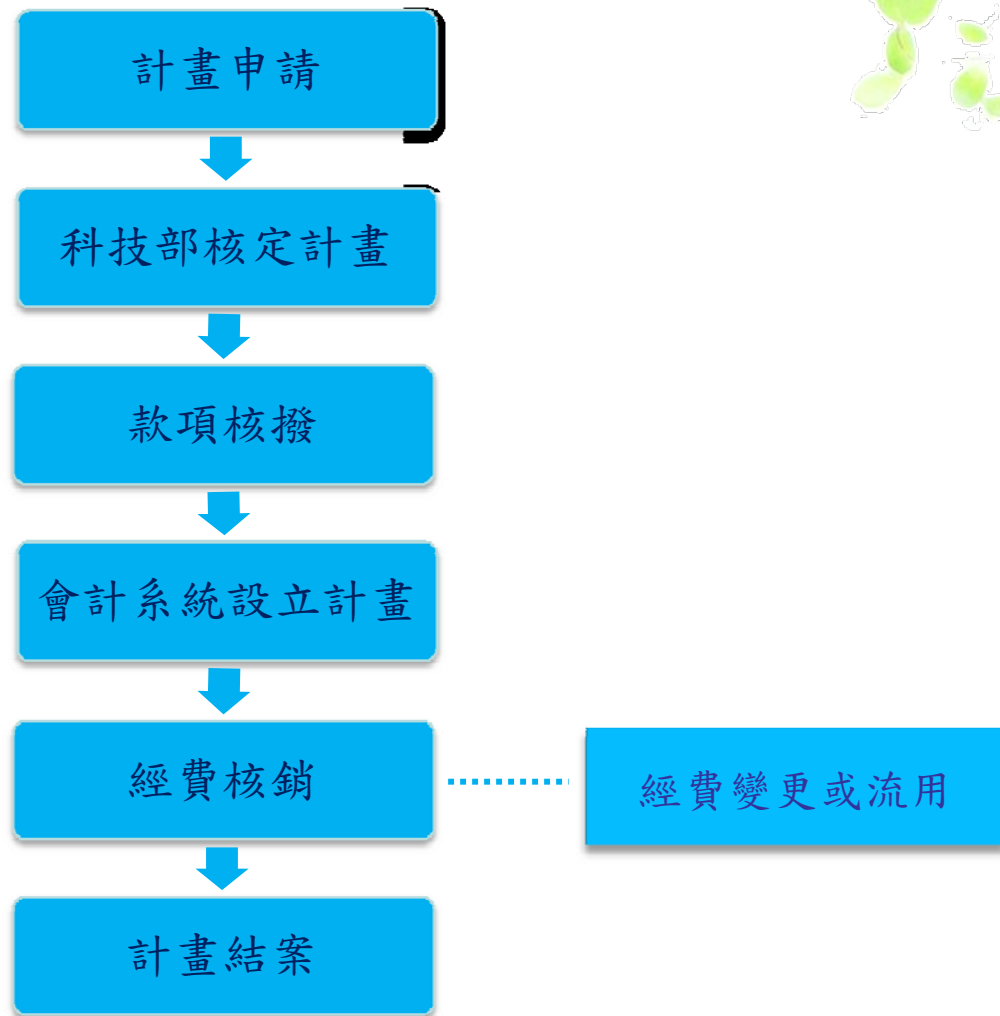 計畫申請
科技部核定計畫
款項核撥
會計系統設立計畫
經費核銷
經費變更或流用
計畫結案